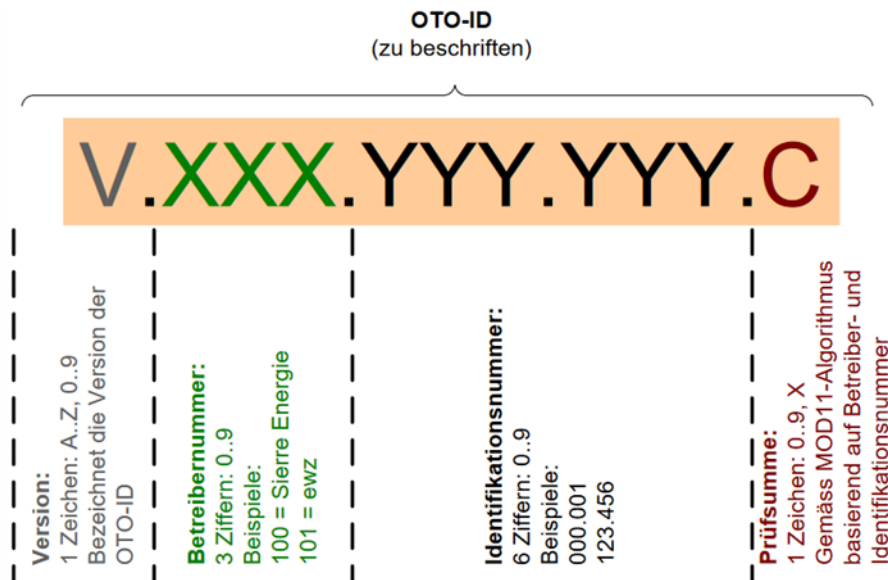 OTO-ID
(zu beschriften)
V.XXX.YYY.YYY.C
Version:
1 Zeichen: A..Z, 0..9
Bezeichnet die Version der
OTO-ID
Betreibernummer:
3 Ziffern: 0..9
Beispiele:
100 = Sierre Energie
101 = ewz
Identifikationsnummer:
6 Ziffern: 0..9
Beispiele:
000.001
123.456
Prüfsumme:
1 Zeichen: 0..9, X
Gemäss MOD11-Algorithmus
basierend auf Betreiber- und
Identifikationsnummer